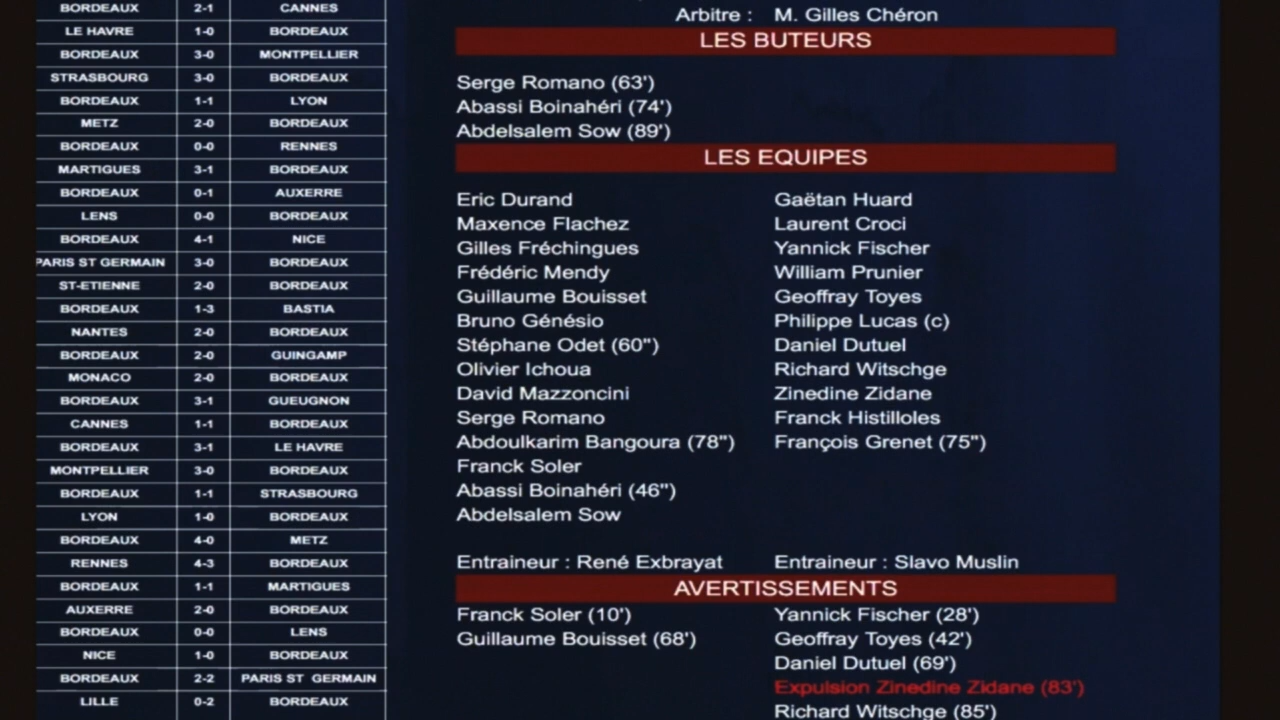 BORDEAUX 2-1 CANNES
LE HAVRE 1-0 BORDEAUX
BORDEAUX 3-0 MONTPELLIER
STRASBOURG 3-0 BORDEAUX
BORDEAUX 1-1 LYON
METZ 2-0 BORDEAUX
BORDEAUX 0-0 RENNES
MARTIGUES 3-1 BORDEAUX
BORDEAUX 0-1 AUXERRE
LENS 0-0 BORDEAUX
BORDEAUX 4-1 NICE
PARIS ST GERMAIN 3-0 BORDEAUX
ST-ETIENNE 2-0 BORDEAUX
BORDEAUX 1-3 BASTIA
NANTES 2-0 BORDEAUX
BORDEAUX 2-0 GUINGAMP
MONACO 2-0 BORDEAUX
BORDEAUX 3-1 GUEUGNON
CANNES 1-1 BORDEAUX
BORDEAUX 3-1 LE HAVRE
MONTPELLIER 3-0 BORDEAUX
BORDEAUX 1-1 STRASBOURG
LYON 1-0 BORDEAUX
BORDEAUX 4-0 METZ
RENNES 4-3 BORDEAUX
BORDEAUX 1-1 MARTIGUES
AUXERRE 2-0 BORDEAUX
BORDEAUX 0-0 LENS
NICE 1-0 BORDEAUX
BORDEAUX 2-2 PARIS ST GERMAIN
LILLE 0-2 BORDEAUX
Arbitre : M. Gilles Chéron
LES BUTEURS
Serge Romano (63')
Abassi Boinahéri (74')
Abdelsalem Sow (89')
LES EQUIPES
Eric Durand Gaëtan Huard
Maxence Flachez Laurent Croci
Gilles Fréchingues Yannick Fischer
Frédéric Mendy William Prunier
Guillaume Bouisset Geoffray Toyes
Bruno Génésio Philippe Lucas (c)
Stéphane Odet (60'') Daniel Dutuel
Olivier Ichoua Richard Witschge
David Mazzoncini Zinedine Zidane
Serge Romano Franck Histilloles
Abdoulkarim Bangoura (78'') François Grenet (75'')
Franck Soler
Abassi Boinahéri (46'')
Abdelsalem Sow
Entraineur : René Exbrayat Entraineur : Slavo Muslin
AVERTISSEMENTS
Franck Soler (10') Yannick Fischer (28')
Guillaume Bouisset (68') Geoffray Toyes (42')
Daniel Dutuel (69')
Expulsion Zinedine Zidane (83')
Richard Witschge (85')